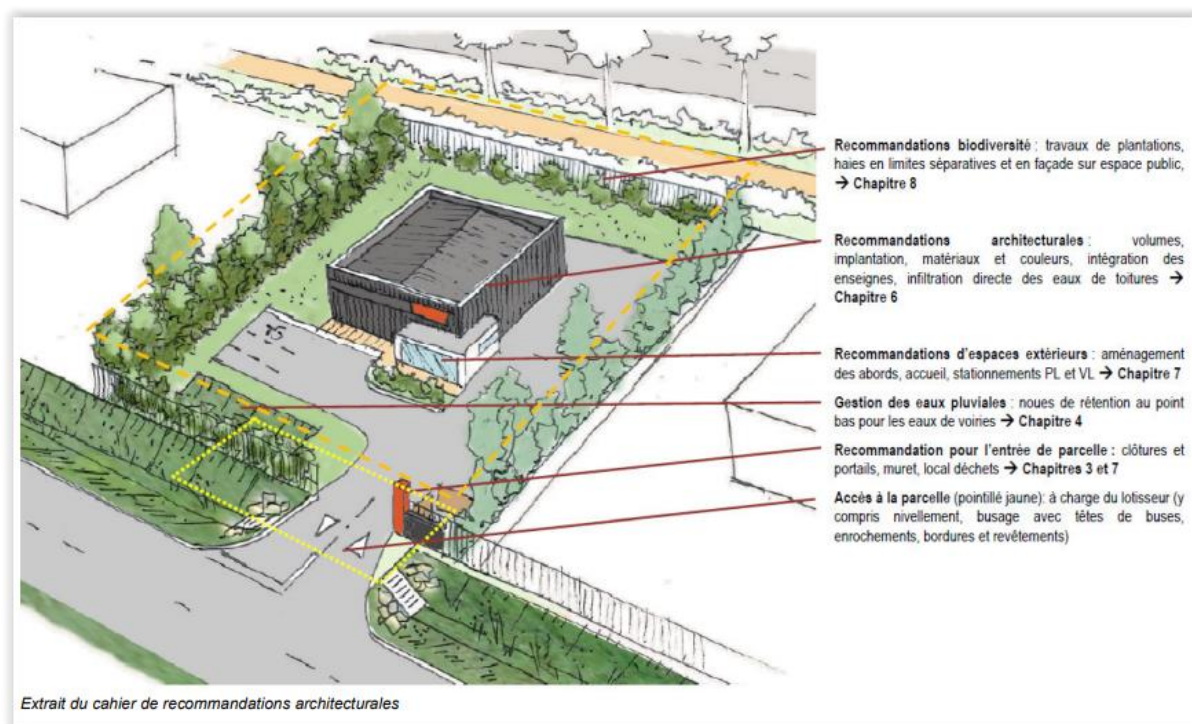 Recommandations biodiversité : travaux de plantations,
haies en limites séparatives et en façade sur espace public,
→ Chapitre 8
Recommandations architecturales : volumes,
implantation, matériaux et couleurs, intégration des
enseignes, infiltration directe des eaux de toitures →
Chapitre 6
Recommandations d'espaces extérieurs : aménagement
des abords, accueil, stationnements PL et VL → Chapitre 7
Gestion des eaux pluviales : noues de rétention au point
bas pour les eaux de voiries → Chapitre 4
Recommandation pour l'entrée de parcelle : clôtures et
portails, muret, local déchets → Chapitres 3 et 7
Accès à la parcelle (pointillé jaune): à charge du lotisseur (y
compris nivellement, busage avec têtes de buses,
enrochements, bordures et revêtements)
Extrait du cahier de recommandations architecturales